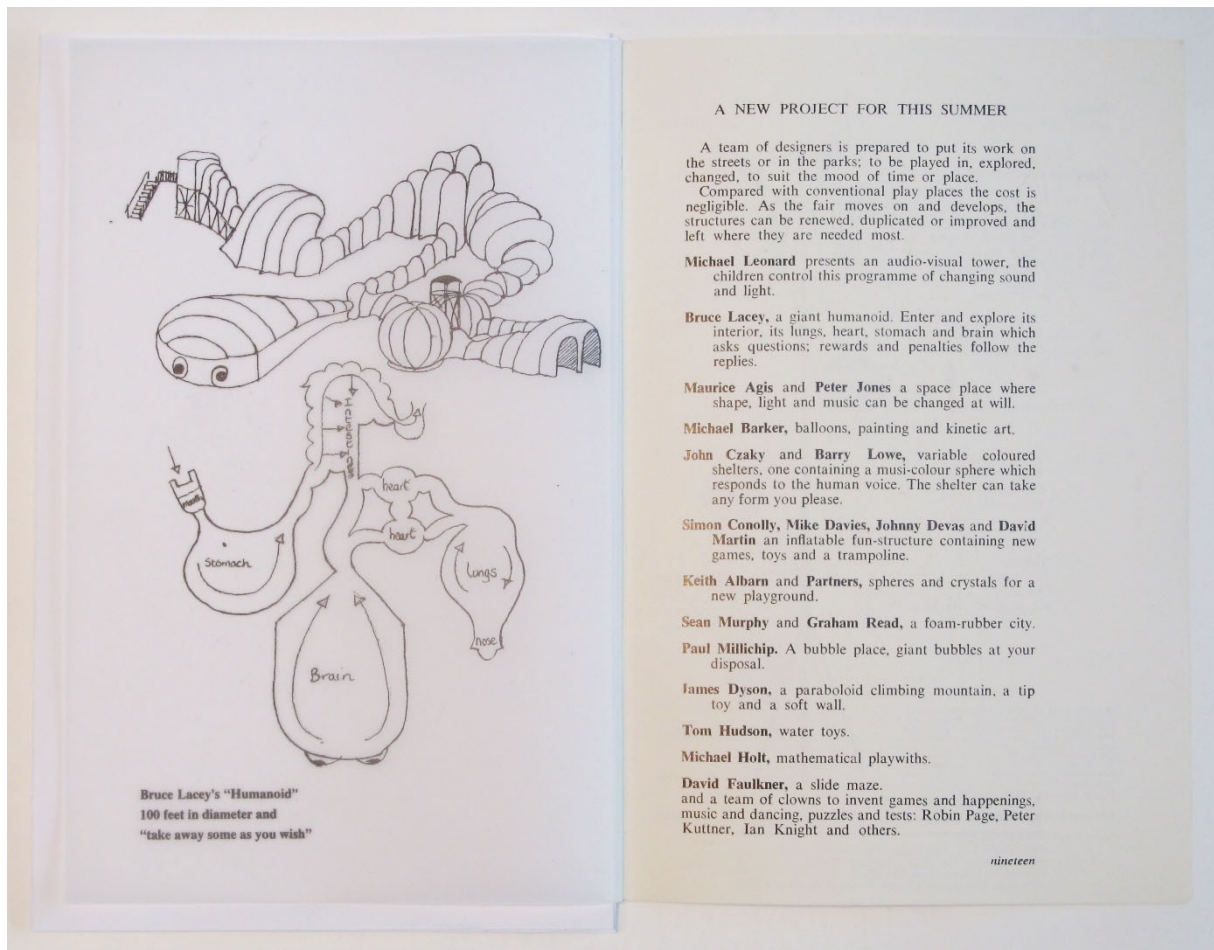 mouth
Stomach
heart
heart
lungs
nose
Brain
Bruce Lacey's "Humanoid"
100 feet in diameter and
"take away some as you wish"
A NEW PROJECT FOR THIS SUMMER
A team of designers is prepared to put its work on
the streets or in the parks; to be played in, explored,
changed, to suit the mood of time or place.
Compared with conventional play places the cost is
negligible. As the fair moves on and develops, the
structures can be renewed, duplicated or improved and
left where they are needed most.
Michael Leonard presents an audio-visual tower, the
children control this programme of changing sound
and light.
Bruce Lacey, a giant humanoid. Enter and explore its
interior, its lungs, heart, stomach and brain which
asks questions; rewards and penalties follow the
replies.
Maurice Agis and Peter Jones a space place where
shape, light and music can be changed at will.
Michael Barker, balloons, painting and kinetic art.
John Czaky and Barry Lowe, variable coloured
shelters, one containing a musi-colour sphere which
responds to the human voice. The shelter can take
any form you please.
Simon Conolly, Mike Davies, Johnny Devas and David
Martin an inflatable fun-structure containing new
games, toys and a trampoline.
Keith Albarn and Partners, spheres and crystals for a
new playground.
Sean Murphy and Graham Read, a foam-rubber city.
Paul Millichip. A bubble place, giant bubbles at your
disposal.
James Dyson, a paraboloid climbing mountain, a tip
toy and a soft wall.
Tom Hudson, water toys.
Michael Holt, mathematical playwiths.
David Faulkner, a slide maze.
and a team of clowns to invent games and happenings,
music and dancing, puzzles and tests: Robin Page, Peter
Kuttner, Ian Knight and others.
nineteen